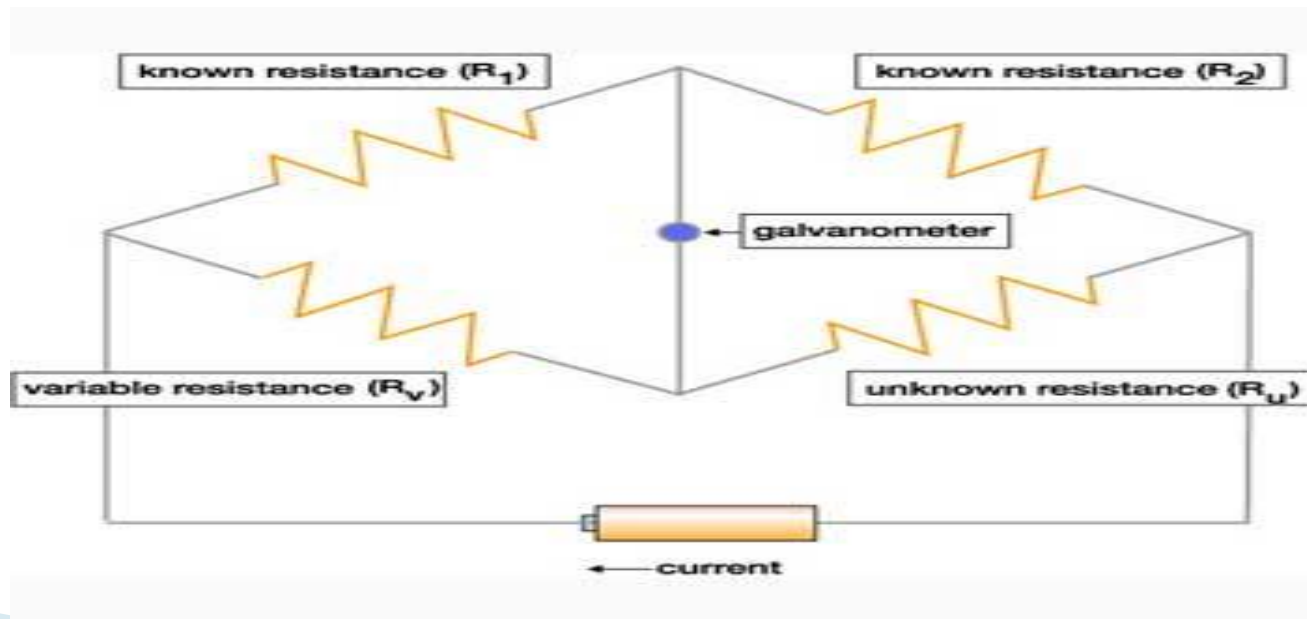 known resistance (R1)
known resistance (R2)
galvanometer
variable resistance (Rv)
unknown resistance (Ru)
current